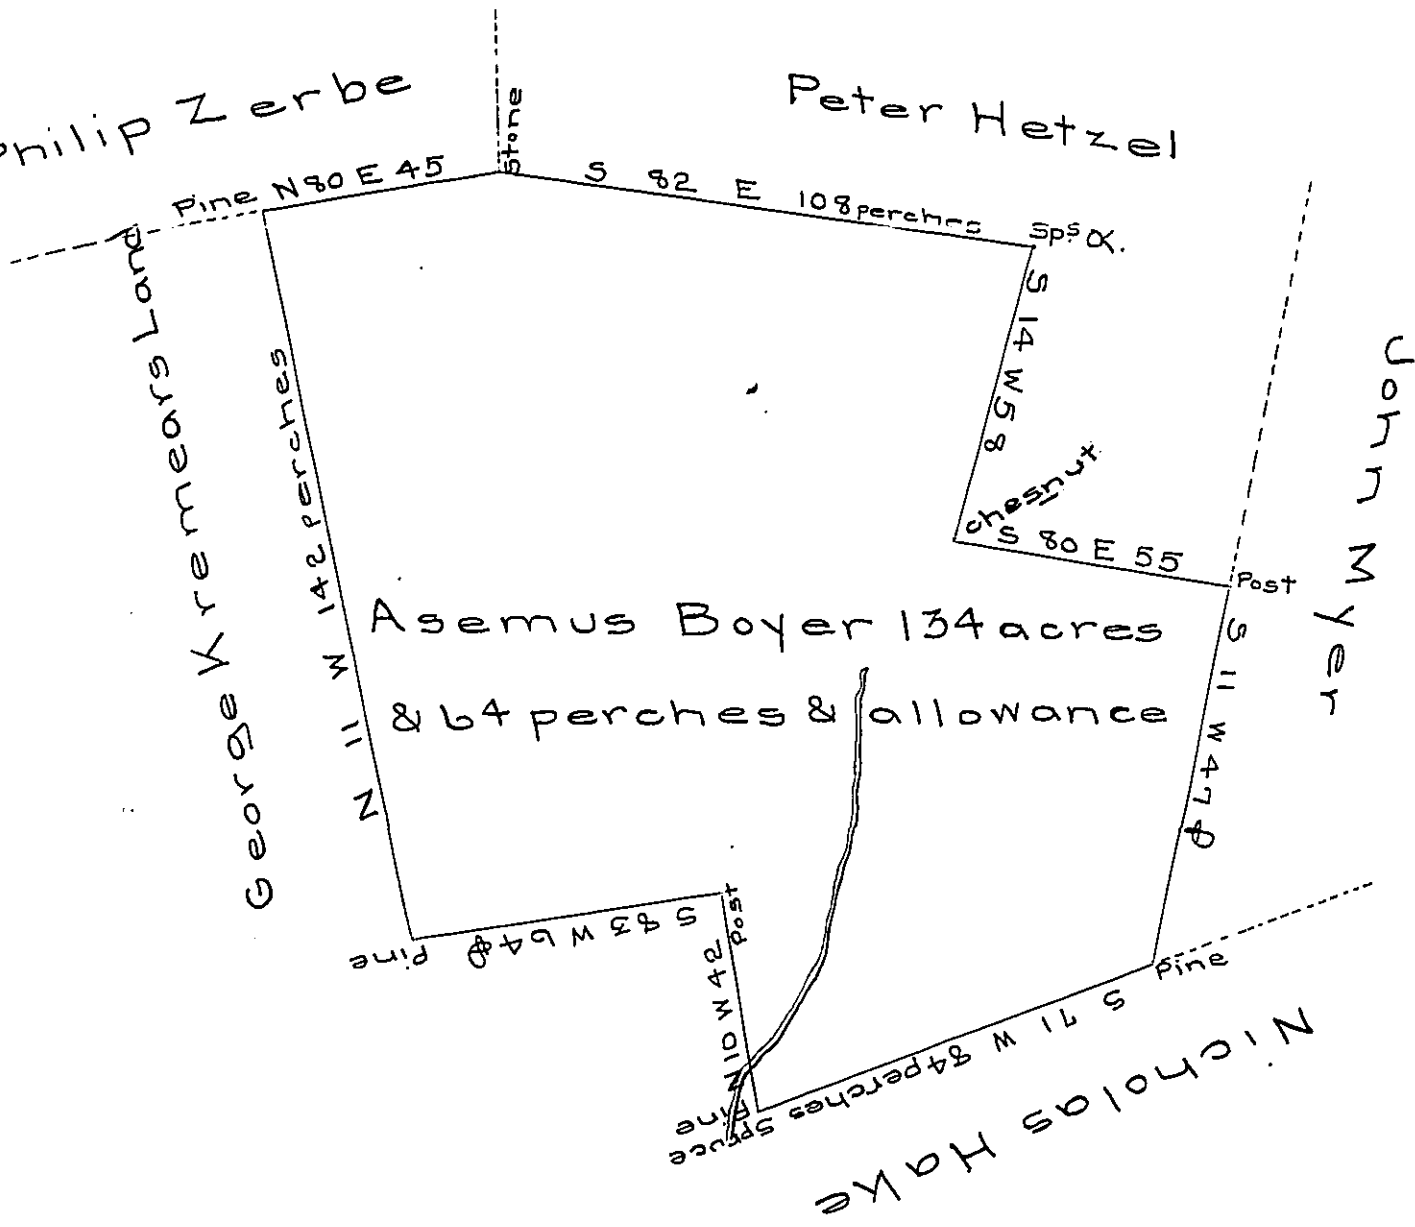 Philip Zerbe
Peter Hetzel
Stone
Pine N 80 E 45
S 82 E 108 perches
Sps O.
George Kremears Land
N 11 W 142 perches
S 14 W 58
John Myer
chesnut
S 80 E 55
Post
Asemus Boyer 134 acres
& 64 perches & allowance
S 11 W 47 p
Post
S 83 W 64 p
Pine
N 10 W 42
Pine
S 71 W 84 perches
Spruce
Pine
Nicholas Hake